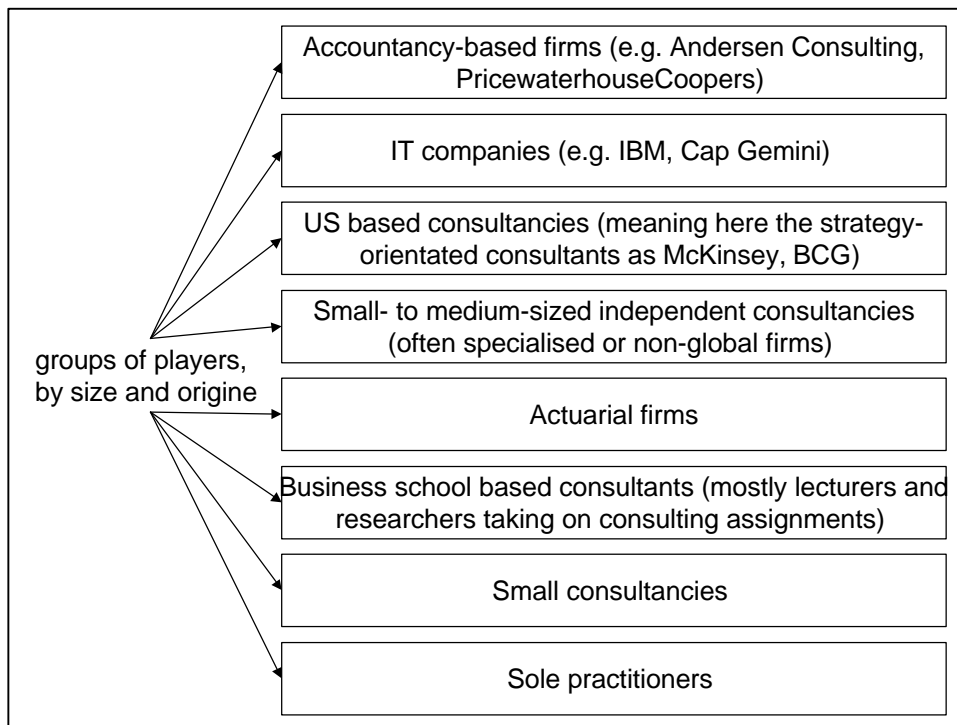 Accountancy-based firms (e.g. Andersen Consulting,
PricewaterhouseCoopers)
IT companies (e.g. IBM, Cap Gemini)
US based consultancies (meaning here the strategy-
orientated consultants as McKinsey, BCG)
Small- to medium-sized independent consultancies
(often specialised or non-global firms)
groups of players,
by size and origine
Actuarial firms
Business school based consultants (mostly lecturers and
researchers taking on consulting assignments)
Small consultancies
Sole practitioners